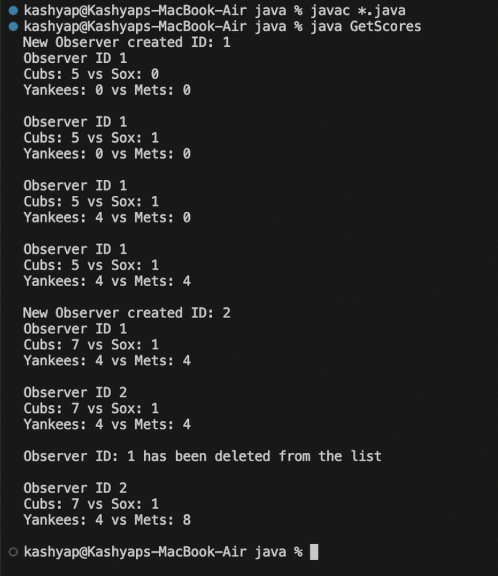 kashyap@Kashyaps-MacBook-Air java % javac *.java
kashyap@Kashyaps-MacBook-Air java % java GetScores
New Observer created ID: 1
Observer ID 1
Cubs: 5 vs Sox: 0
Yankees: 0 vs Mets: 0
Observer ID 1
Cubs: 5 vs Sox: 1
Yankees: 0 vs Mets: 0
Observer ID 1
Cubs: 5 vs Sox: 1
Yankees: 4 vs Mets: 0
Observer ID 1
Cubs: 5 vs Sox: 1
Yankees: 4 vs Mets: 4
New Observer created ID: 2
Observer ID 1
Cubs: 7 vs Sox: 1
Yankees: 4 vs Mets: 4
Observer ID 2
Cubs: 7 vs Sox: 1
Yankees: 4 vs Mets: 4
Observer ID: 1 has been deleted from the list
Observer ID 2
Cubs: 7 vs Sox: 1
Yankees: 4 vs Mets: 8
kashyap@Kashyaps-MacBook-Air java %